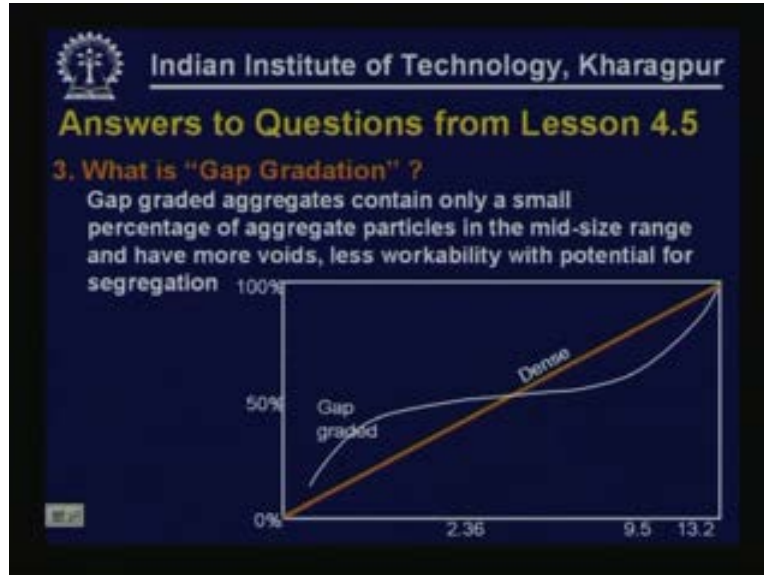 Indian Institute of Technology, Kharagpur
Answers to Questions from Lesson 4.5
3. What is "Gap Gradation" ?
Gap graded aggregates contain only a small
percentage of aggregate particles in the mid-size range
and have more voids, less workability with potential for
segregation
100%
Dense
50%
Gap
graded
0%
2.36 9.5 13.2